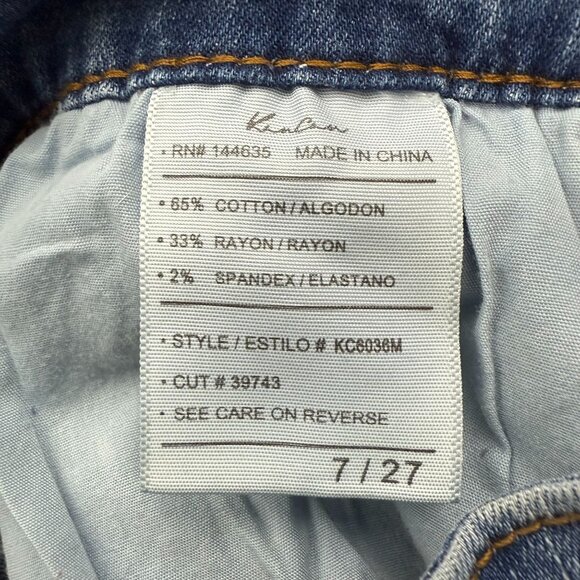 KanCan
• RN# 144635 MADE IN CHINA
• 65% COTTON / ALGODON
• 33% RAYON / RAYON
• 2% SPANDEX / ELASTANO
• STYLE / ESTILO # KC6036M
• CUT # 39743
• SEE CARE ON REVERSE
7 / 27